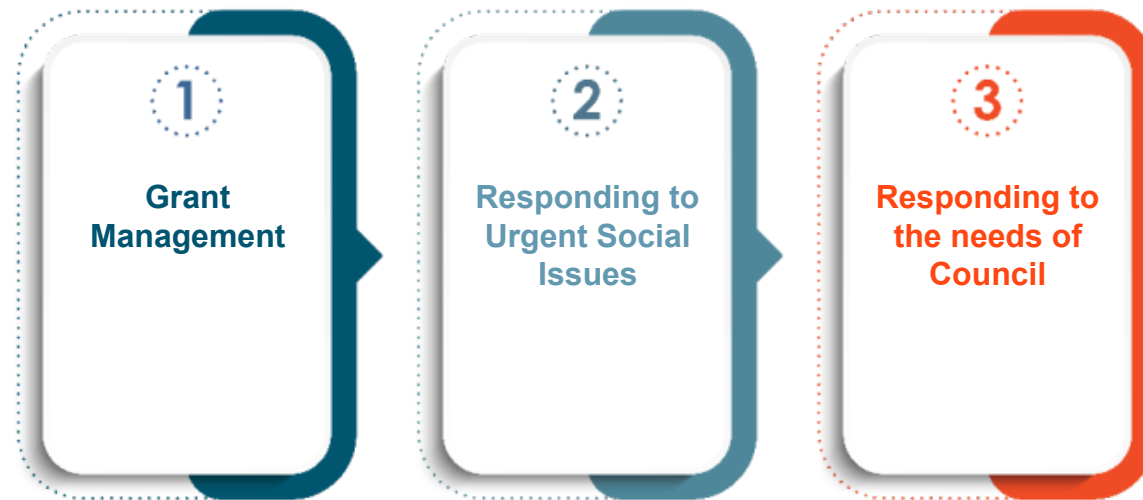 1
Grant
Management
2
Responding to
Urgent Social
Issues
3
Responding to
the needs of
Council